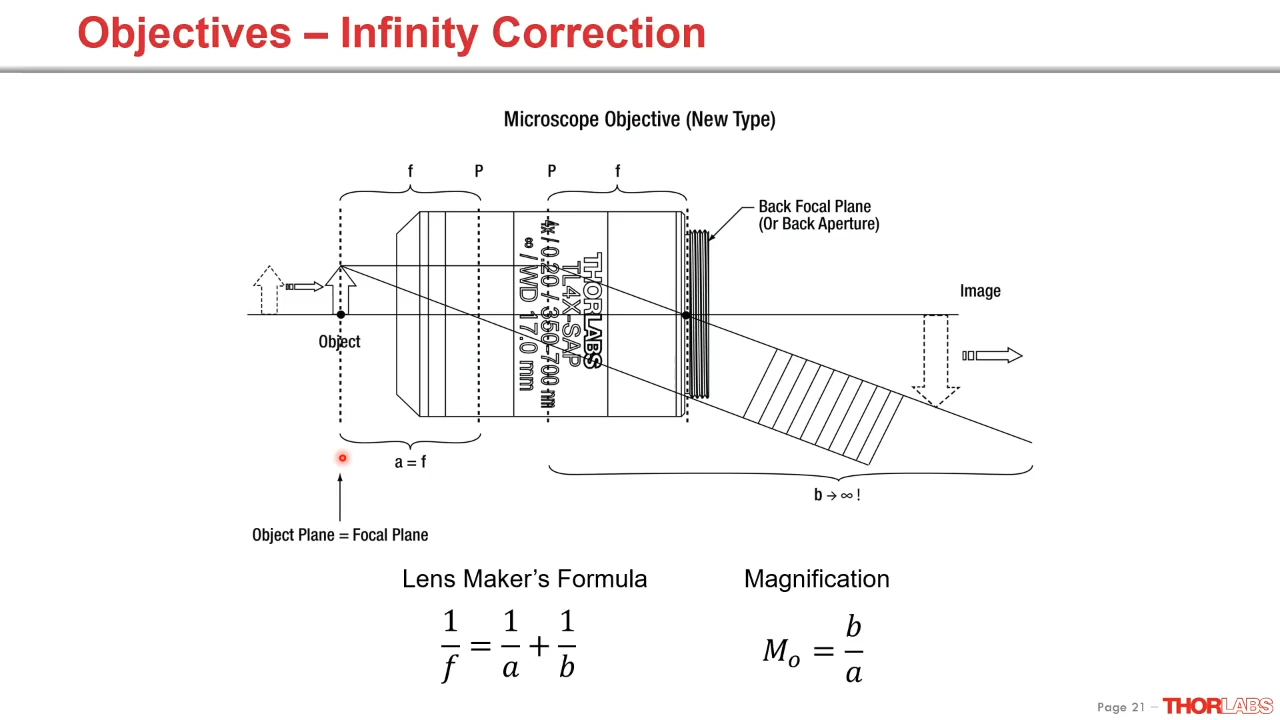 Objectives – Infinity Correction
Microscope Objective (New Type)
f
P
P
f
Back Focal Plane
(Or Back Aperture)
THORLABS
TL4X-SAP
4x / 0.20 / 350-700 nm
∞ / WD 17.0 mm
Image
Object
a = f
b → ∞ !
Object Plane = Focal Plane
Lens Maker’s Formula
1/f = 1/a + 1/b
Magnification
Mₒ = b/a
Page 21 –
THORLABS